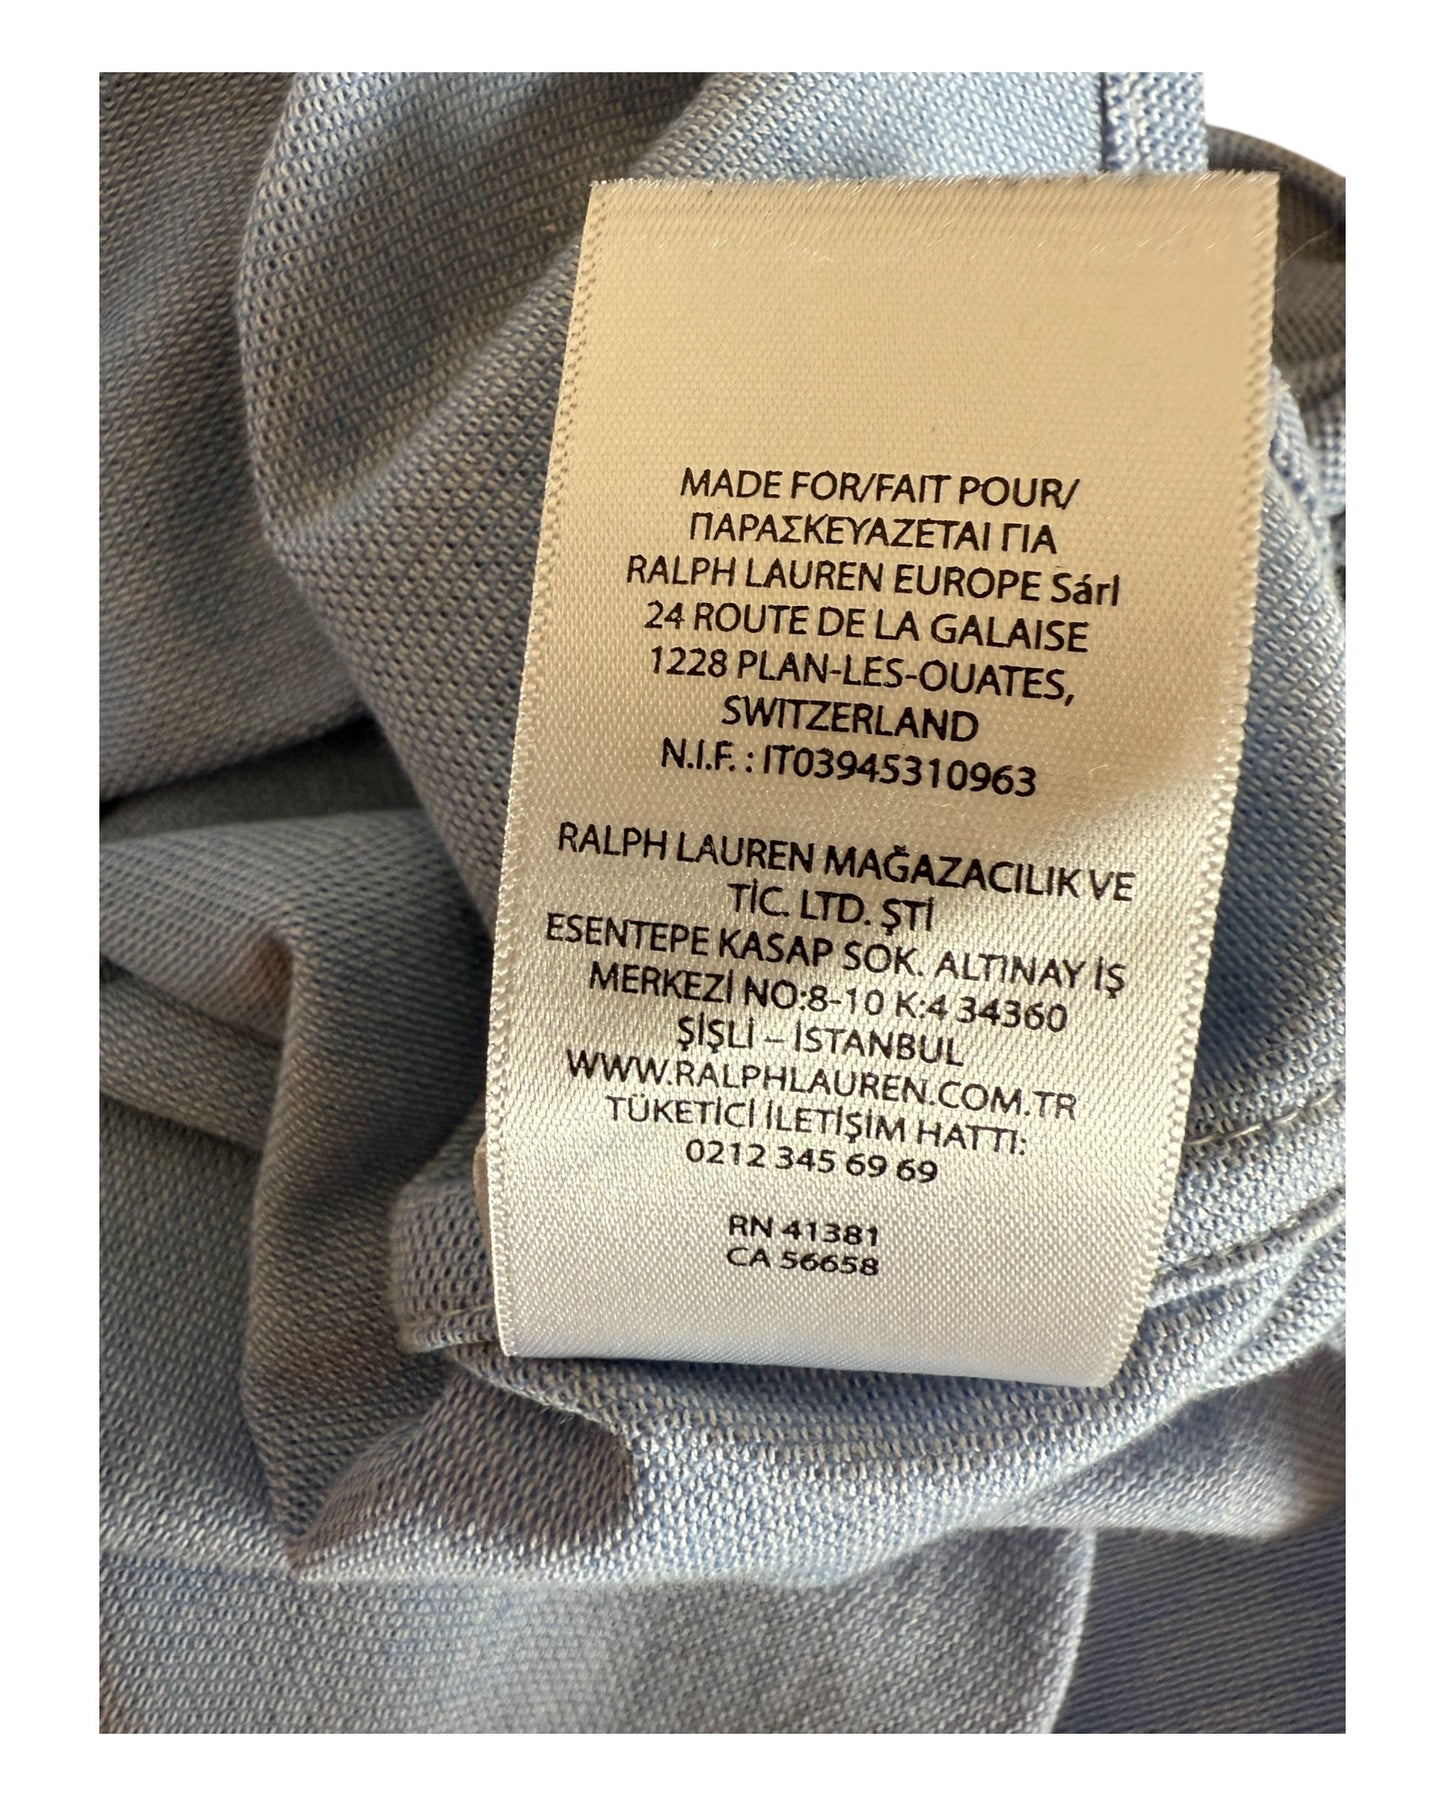 MADE FOR/FAIT POUR/
ΠΑΡΑΣΚΕΥΑΖΕΤΑΙ ΓΙΑ
RALPH LAUREN EUROPE Sárl
24 ROUTE DE LA GALAISE
1228 PLAN-LES-OUATES,
SWITZERLAND
N.I.F. : IT03945310963
RALPH LAUREN MAĞAZACILIK VE
TİC. LTD. ŞTİ
ESENTEPE KASAP SOK. ALTINAY İŞ
MERKEZİ NO:8-10 K:4 34360
ŞİŞLİ – İSTANBUL
WWW.RALPHLAUREN.COM.TR
TÜKETİCİ İLETİŞİM HATTI:
0212 345 69 69
RN 41381
CA 56658